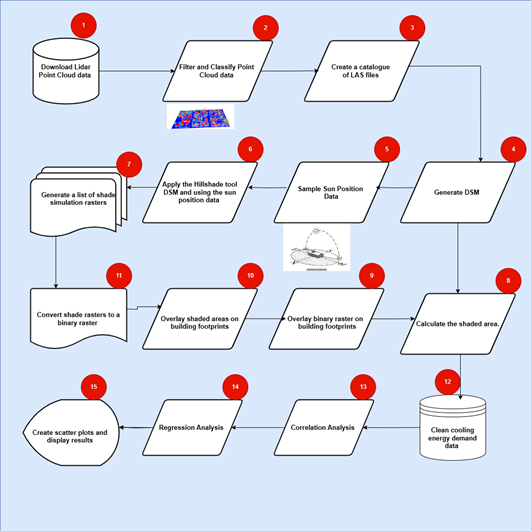 1
2
3
Download Lidar
Point Cloud data
Filter and Classify Point
Cloud data
Create a catalogue
of LAS files
7
6
5
4
Generate a list of shade
simulation rasters
Apply the Hillshade tool
DSM and using the sun
position data
Sample Sun Position
Data
Generate DSM
11
10
9
8
Convert shade rasters to a
binary raster
Overlay shaded areas on
building footprints
Overlay binary raster on
building footprints
Calculate the shaded area.
15
14
13
12
Create scatter plots and
display results
Regression Analysis
Correlation Analysis
Clean cooling
energy demand
data